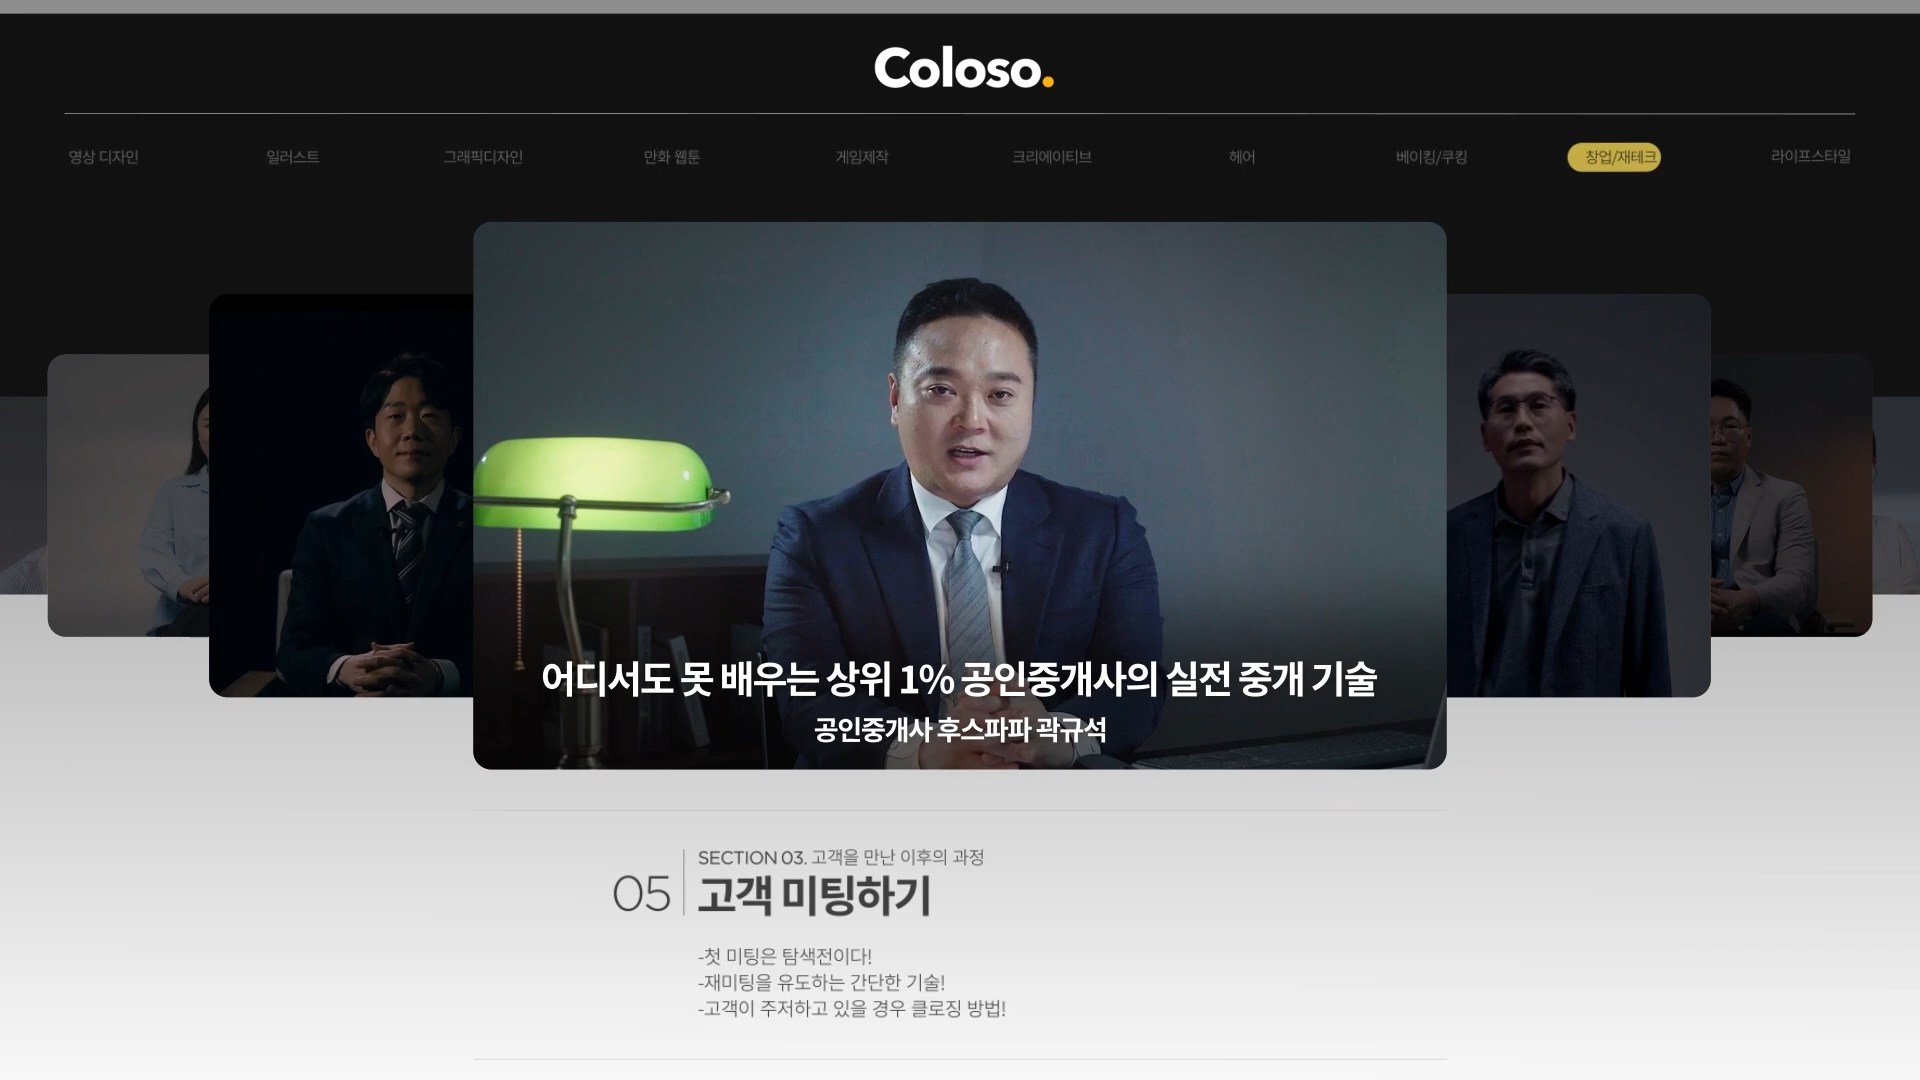 Coloso.
영상 디자인
일러스트
그래픽디자인
만화 웹툰
게임제작
크리에이티브
헤어
베이킹/쿠킹
창업/재테크
라이프스타일
어디서도 못 배우는 상위 1% 공인중개사의 실전 중개 기술
공인중개사 후스파파 곽규석
05
SECTION 03. 고객을 만난 이후의 과정
고객 미팅하기
-첫 미팅은 탐색전이다!
-재미팅을 유도하는 간단한 기술!
-고객이 주저하고 있을 경우 클로징 방법!